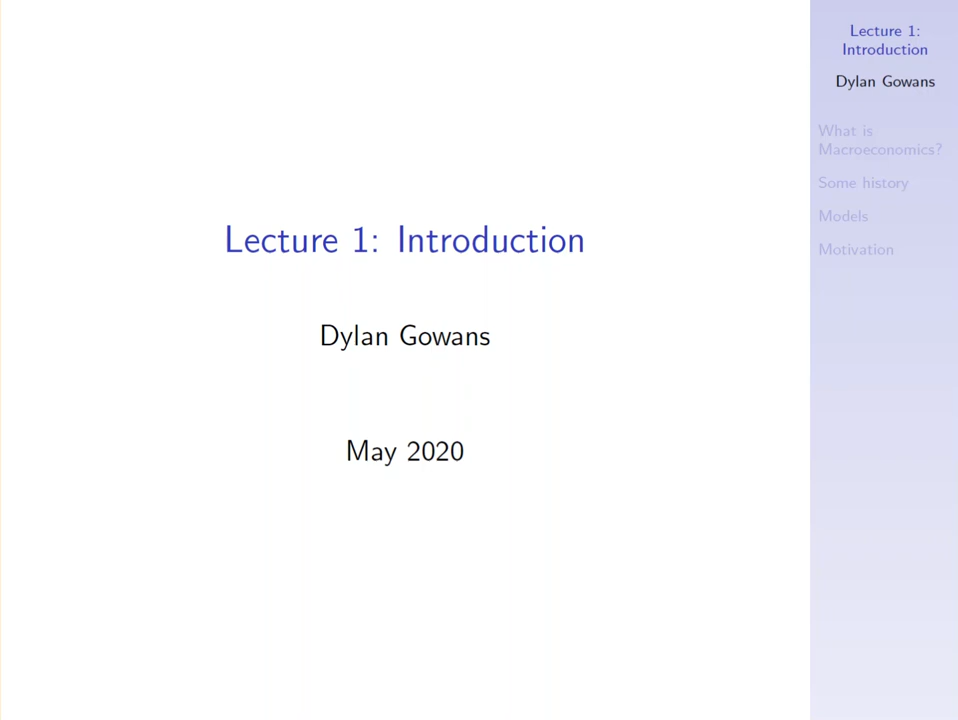 Lecture 1: Introduction
Dylan Gowans
May 2020
Lecture 1:
Introduction
Dylan Gowans
What is
Macroeconomics?
Some history
Models
Motivation